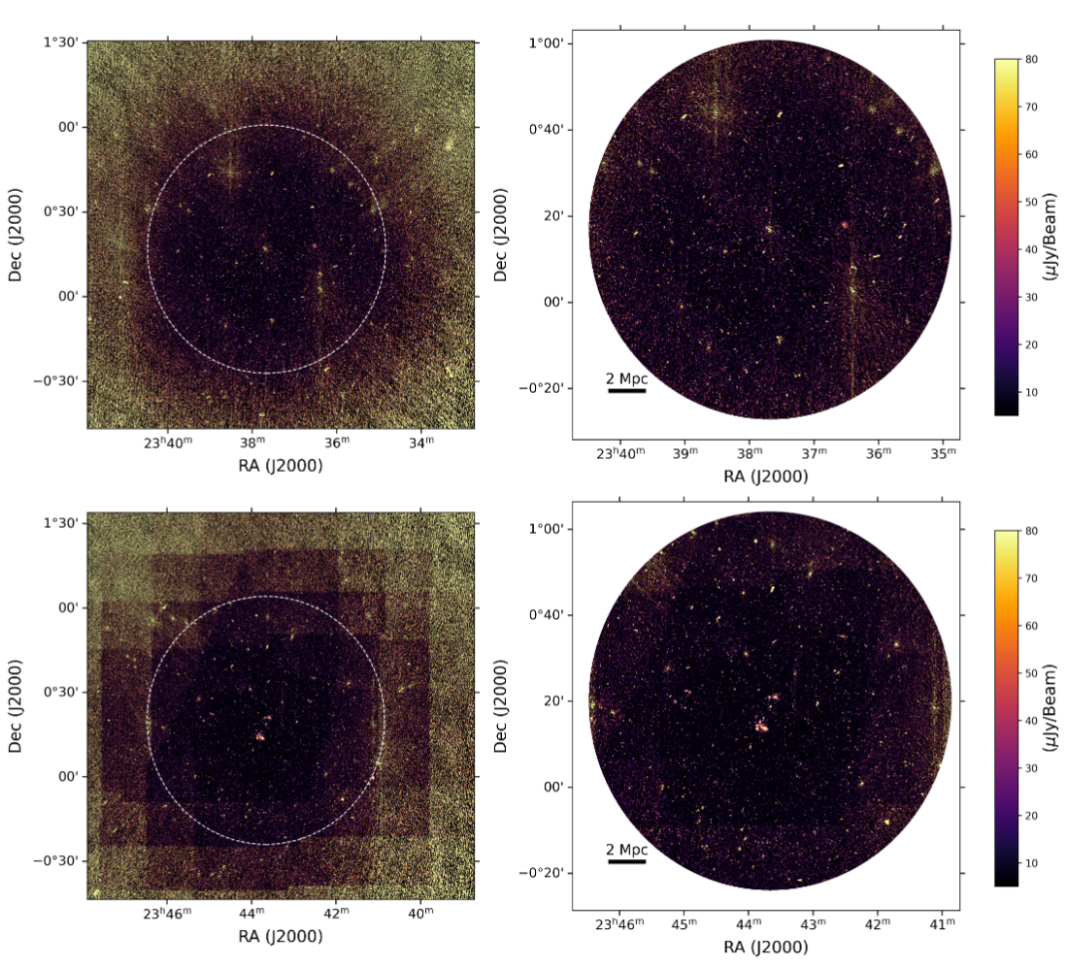 1°30'
00'
0°30'
00'
−0°30'
Dec (J2000)
23ʰ40ᵐ 38ᵐ 36ᵐ 34ᵐ
RA (J2000)
1°00'
0°40'
20'
00'
−0°20'
Dec (J2000)
2 Mpc
23ʰ40ᵐ 39ᵐ 38ᵐ 37ᵐ 36ᵐ 35ᵐ
RA (J2000)
80
70
60
50
40
30
20
10
(μJy/Beam)
1°30'
00'
0°30'
00'
−0°30'
Dec (J2000)
23ʰ46ᵐ 44ᵐ 42ᵐ 40ᵐ
RA (J2000)
1°00'
0°40'
20'
00'
−0°20'
Dec (J2000)
2 Mpc
23ʰ46ᵐ 45ᵐ 44ᵐ 43ᵐ 42ᵐ 41ᵐ
RA (J2000)
80
70
60
50
40
30
20
10
(μJy/Beam)